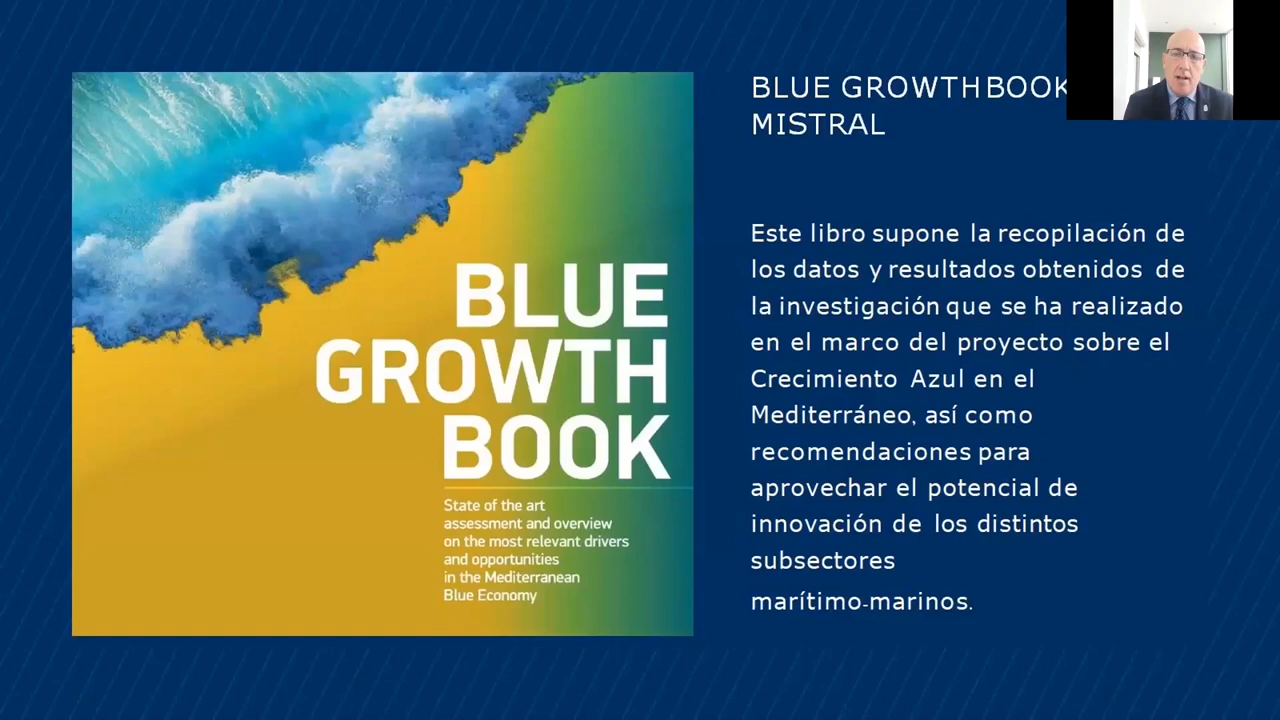 BLUE
GROWTH
BOOK
State of the art
assessment and overview
on the most relevant drivers
and opportunities
in the Mediterranean
Blue Economy
BLUE GROWTH BOOK
MISTRAL
Este libro supone la recopilación de
los datos y resultados obtenidos de
la investigación que se ha realizado
en el marco del proyecto sobre el
Crecimiento Azul en el
Mediterráneo, así como
recomendaciones para
aprovechar el potencial de
innovación de los distintos
subsectores
marítimo-marinos.